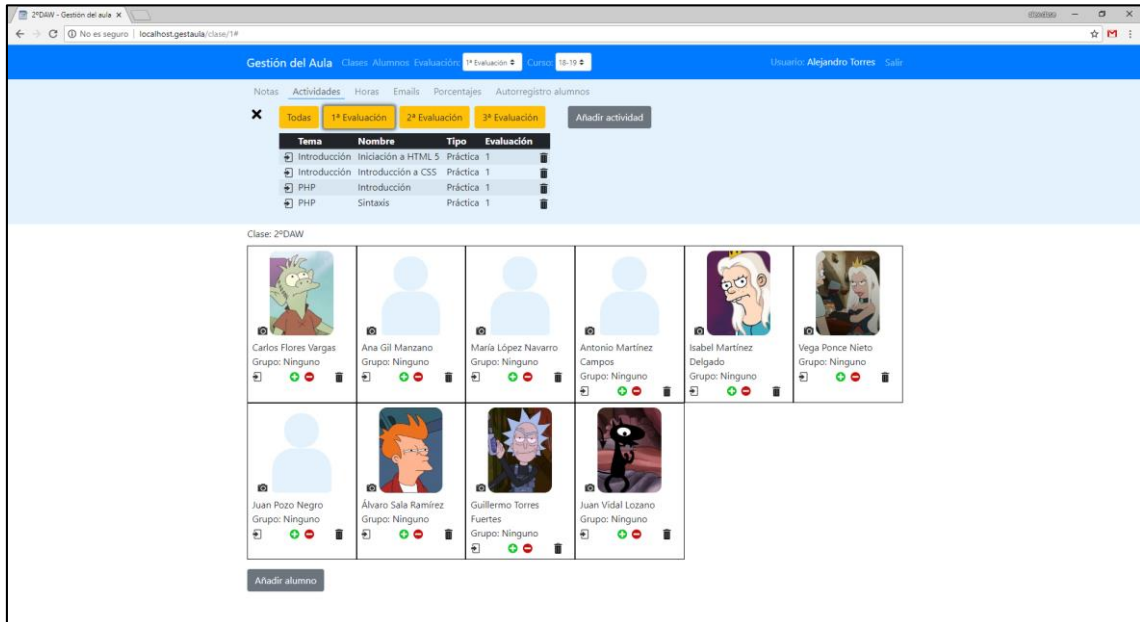 2ºDAW - Gestión del aula
No es seguro | localhost.gestaula/clase/1#
Gestión del Aula Clases Alumnos Evaluación: 1ª Evaluación Curso: 18-19 Usuario: Alejandro Torres Salir
Notas Actividades Horas Emails Porcentajes Autorregistro alumnos
Todas 1ª Evaluación 2ª Evaluación 3ª Evaluación Añadir actividad
Tema Nombre Tipo Evaluación
Introducción Iniciación a HTML 5 Práctica 1
Introducción Introducción a CSS Práctica 1
PHP Introducción Práctica 1
PHP Sintaxis Práctica 1
Clase: 2ºDAW
Carlos Flores Vargas
Grupo: Ninguno
Ana Gil Manzano
Grupo: Ninguno
María López Navarro
Grupo: Ninguno
Antonio Martínez
Campos
Grupo: Ninguno
Isabel Martínez
Delgado
Grupo: Ninguno
Vega Ponce Nieto
Grupo: Ninguno
Juan Pozo Negro
Grupo: Ninguno
Álvaro Sala Ramírez
Grupo: Ninguno
Guillermo Torres
Fuertes
Grupo: Ninguno
Juan Vidal Lozano
Grupo: Ninguno
Añadir alumno